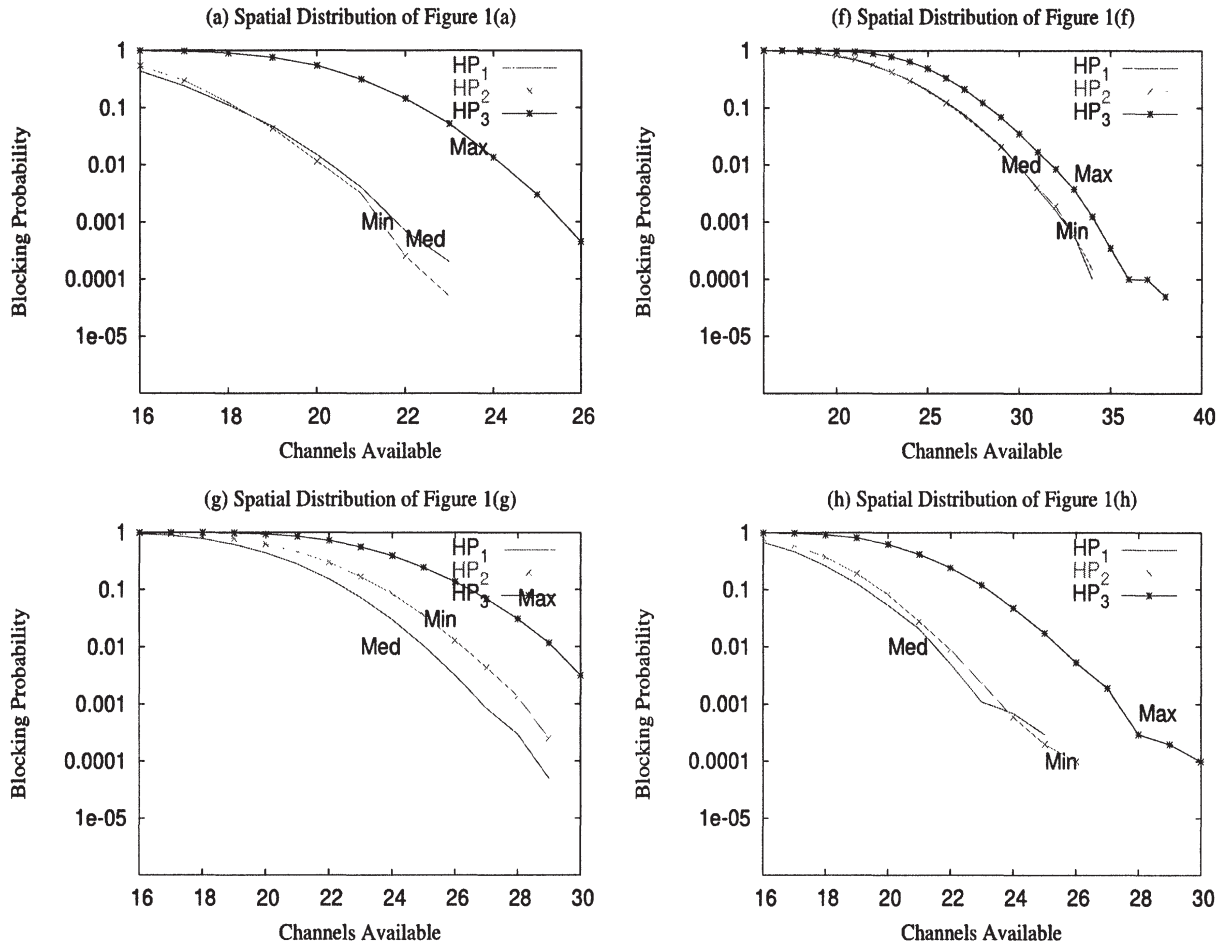 (a) Spatial Distribution of Figure 1(a)
1
0.1
0.01
0.001
0.0001
1e-05
Blocking Probability
HP1
HP2
HP3
Max
Min
Med
16 18 20 22 24 26
Channels Available
(f) Spatial Distribution of Figure 1(f)
1
0.1
0.01
0.001
0.0001
1e-05
Blocking Probability
HP1
HP2
HP3
Med
Max
Min
20 25 30 35 40
Channels Available
(g) Spatial Distribution of Figure 1(g)
1
0.1
0.01
0.001
0.0001
1e-05
Blocking Probability
HP1
HP2
HP3
Max
Min
Med
16 18 20 22 24 26 28 30
Channels Available
(h) Spatial Distribution of Figure 1(h)
1
0.1
0.01
0.001
0.0001
1e-05
Blocking Probability
HP1
HP2
HP3
Med
Max
Min
16 18 20 22 24 26 28 30
Channels Available